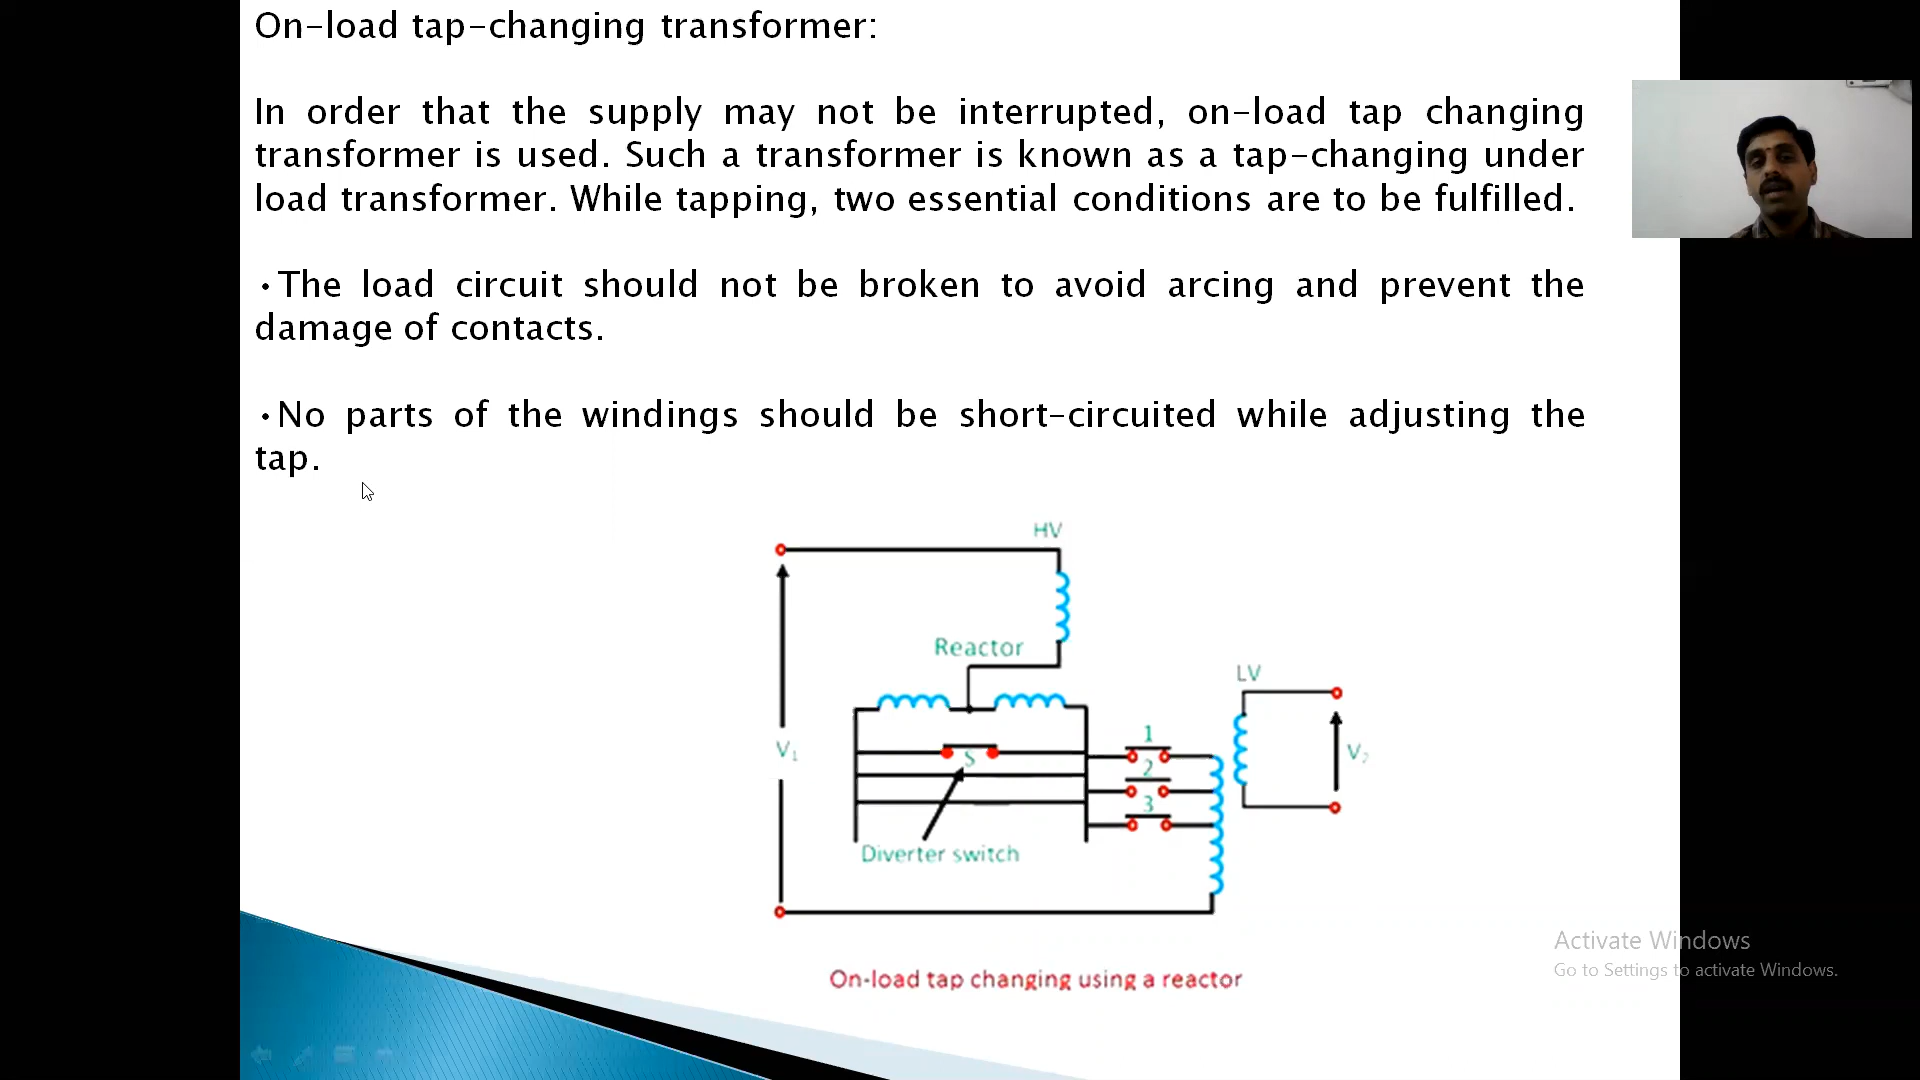 On-load tap-changing transformer:
In order that the supply may not be interrupted, on-load tap changing
transformer is used. Such a transformer is known as a tap-changing under
load transformer. While tapping, two essential conditions are to be fulfilled.
•The load circuit should not be broken to avoid arcing and prevent the
damage of contacts.
•No parts of the windings should be short-circuited while adjusting the
tap.
HV
Reactor
LV
1
V₁
S
2
V₂
3
Diverter switch
On-load tap changing using a reactor
Activate Windows
Go to Settings to activate Windows.